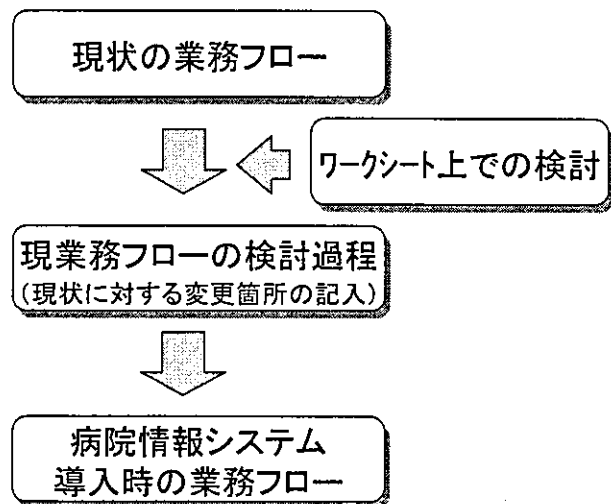 現状の業務フロー
ワークシート上での検討
現業務フローの検討過程
(現状に対する変更箇所の記入)
病院情報システム
導入時の業務フロー